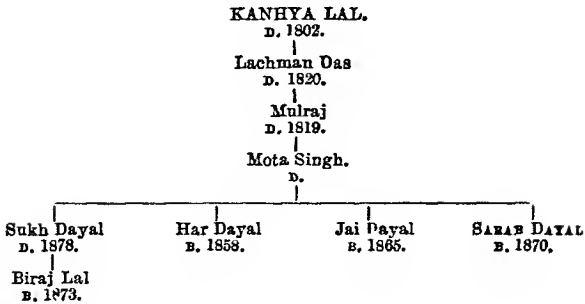 KANHYA LAL.
D. 1802.
Lachman Das
D. 1820.
Mulraj
D. 1819.
Mota Singh.
D.
Sukh Dayal Har Dayal Jai Dayal SARAB DAYAL
D. 1878. B. 1858. B. 1865. B. 1870.
Biraj Lal
B. 1873.